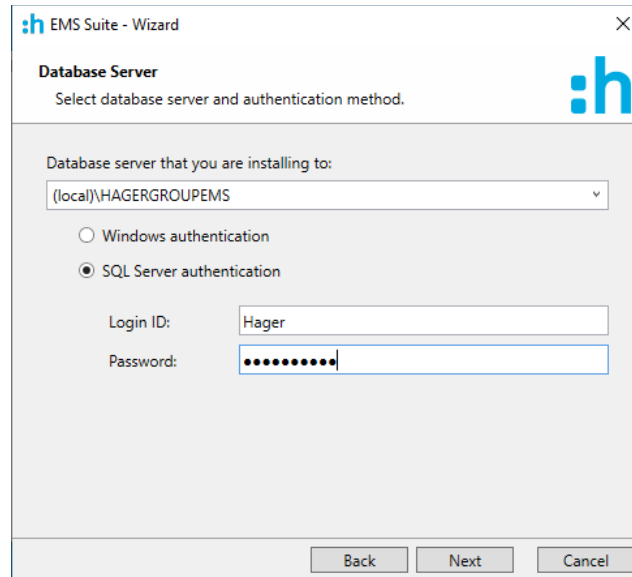 :h EMS Suite - Wizard
Database Server
Select database server and authentication method.
:h
Database server that you are installing to:
(local)\HAGERGROUPEMS
Windows authentication
SQL Server authentication
Login ID: Hager
Password: ●●●●●●●●●●
Back Next Cancel